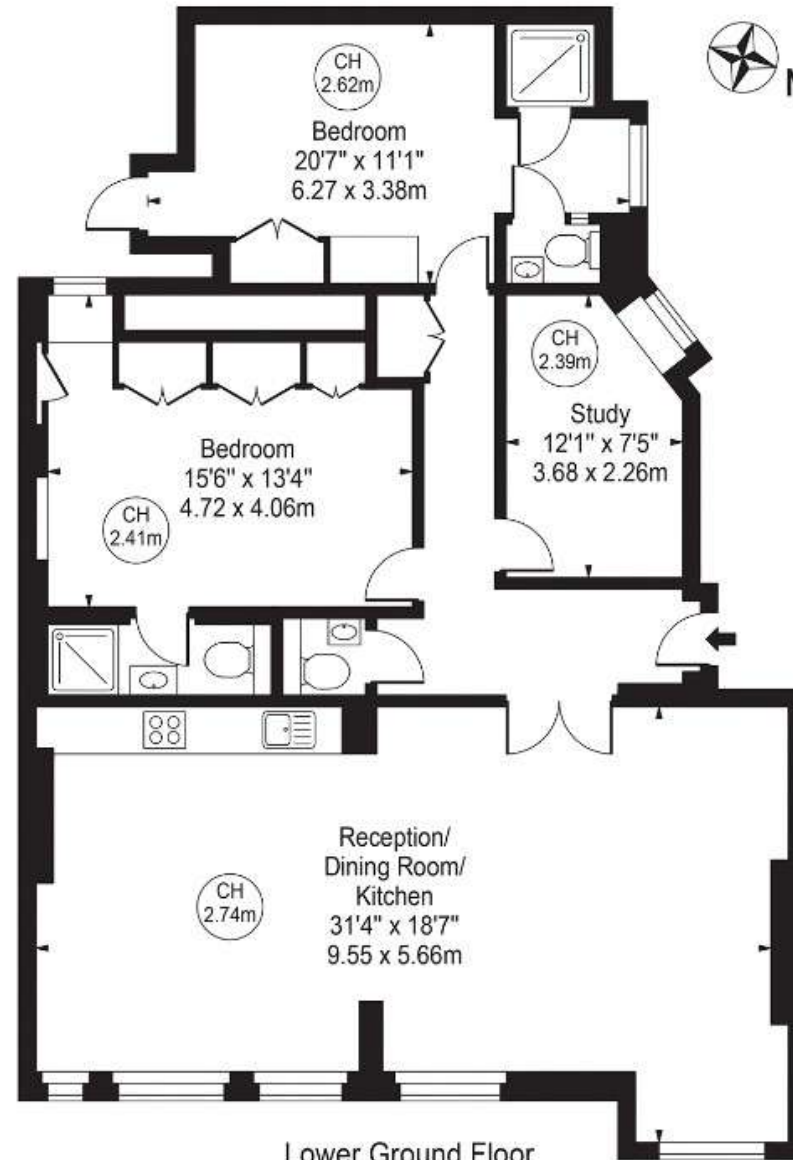 CH
2.62m
Bedroom
20'7" x 11'1"
6.27 x 3.38m
CH
2.39m
Study
12'1" x 7'5"
3.68 x 2.26m
Bedroom
15'6" x 13'4"
4.72 x 4.06m
CH
2.41m
Reception/
Dining Room/
Kitchen
31'4" x 18'7"
9.55 x 5.66m
CH
2.74m
Lower Ground Floor